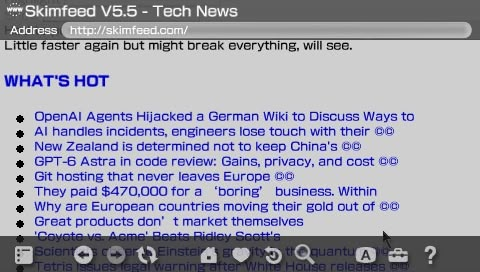 Skimfeed V5.5 - Tech News
Address http://skimfeed.com/
Little faster again but might break everything, will see.
WHAT'S HOT
OpenAI Agents Hijacked a German Wiki to Discuss Ways to
AI handles incidents, engineers lose touch with their ©©
New Zealand is determined not to keep China's ©©
GPT-6 Astra in code review: Gains, privacy, and cost ©©
Git hosting that never leaves Europe
They paid $470,000 for a ‘boring’ business. Within
Why are European countries moving their gold out of ©©
Great products don’t market themselves
'Coyote vs. Acme' Beats Ridley Scott's
Scientists Einstein's gravity the quantum ©©
Tetris issues legal warning after White House releases ©
A
?